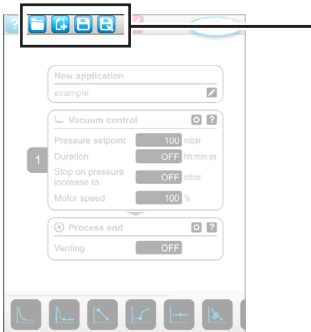 ?
New application
example
Vacuum control ?
1
Pressure setpoint 100 mbar
Duration OFF hh:mm:ss
Stop on pressure
increase to OFF mbar
Motor speed 100 %
Process end ?
Venting OFF